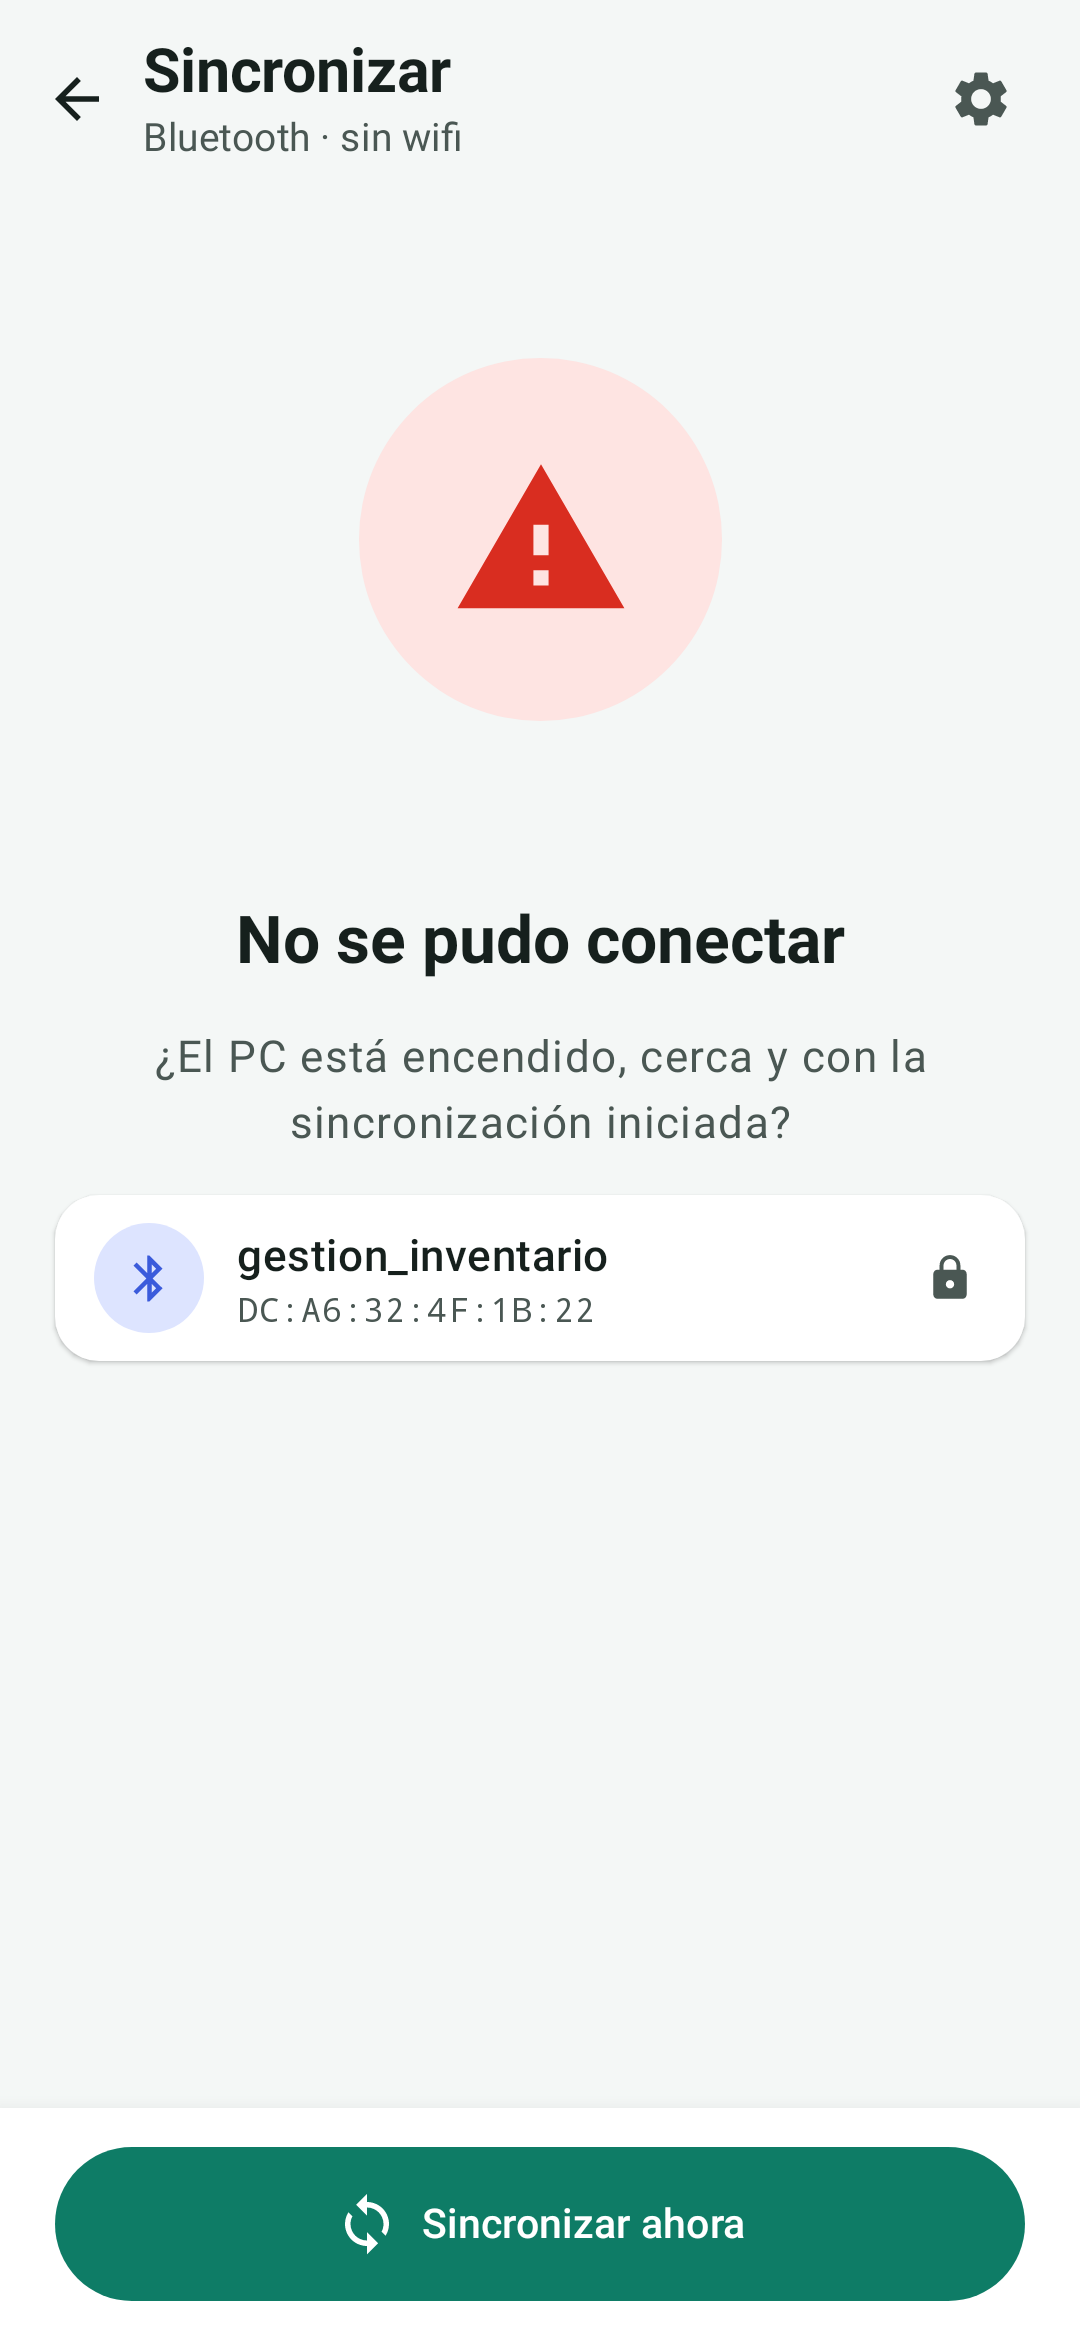 Sincronizar
Bluetooth · sin wifi
No se pudo conectar
¿El PC está encendido, cerca y con la
sincronización iniciada?
gestion_inventario
DC:A6:32:4F:1B:22
Sincronizar ahora